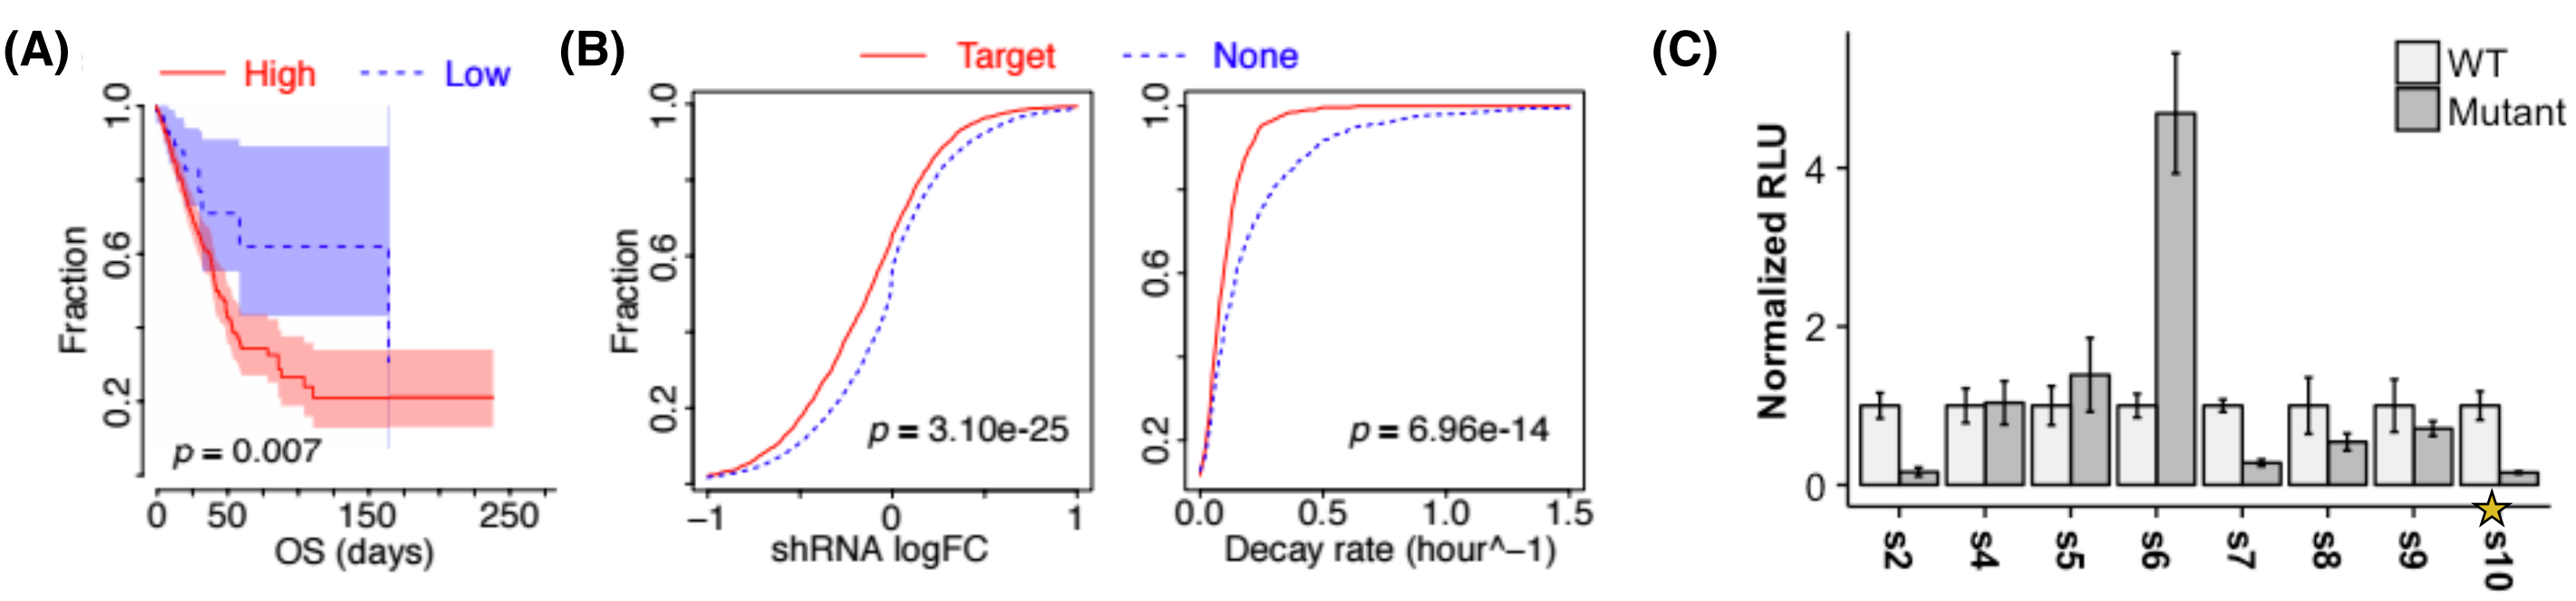 (A)
High Low
1.0
0.6
0.2
Fraction
p = 0.007
0 50 150 250
OS (days)
(B)
Target None
1.0
0.6
0.2
Fraction
p = 3.10e-25
−1 0 1
shRNA logFC
1.0
0.6
0.2
p = 6.96e-14
0.0 0.5 1.0 1.5
Decay rate (hour^−1)
(C)
WT
Mutant
Normalized RLU
4
2
0
s2 s4 s5 s6 s7 s8 s9 s10